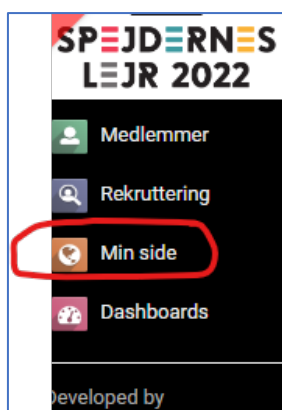 SPEJDERNES
LEJR 2022
Medlemmer
Rekruttering
Min side
Dashboards
Developed by